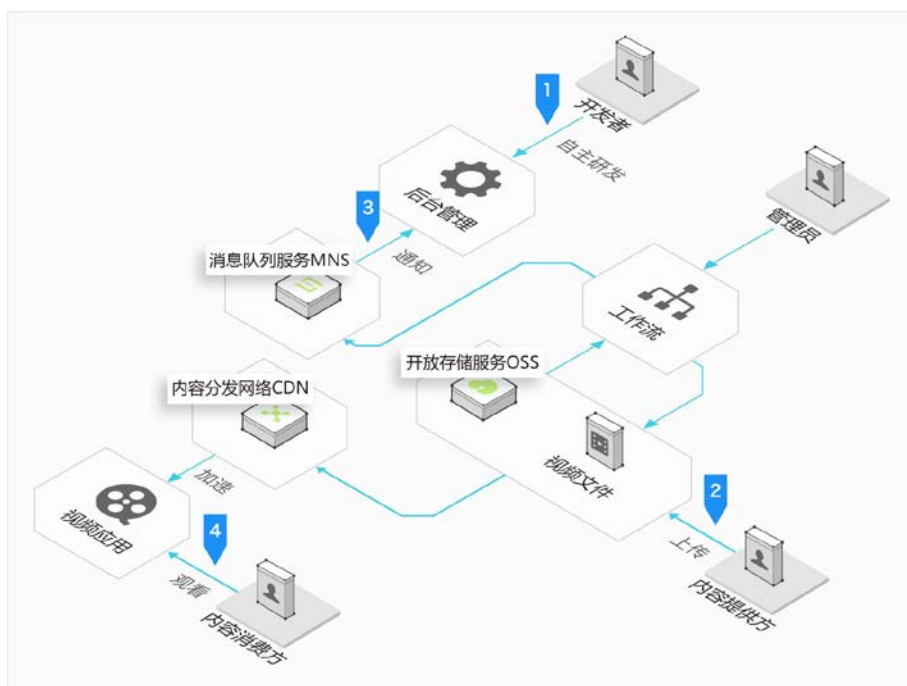 1
开发者
自主研发
后台管理
管理员
3
通知
消息队列服务MNS
工作流
开放存储服务OSS
内容分发网络CDN
视频文件
加速
2
视频应用
上传
4
观看
内容提供方
内容消费方